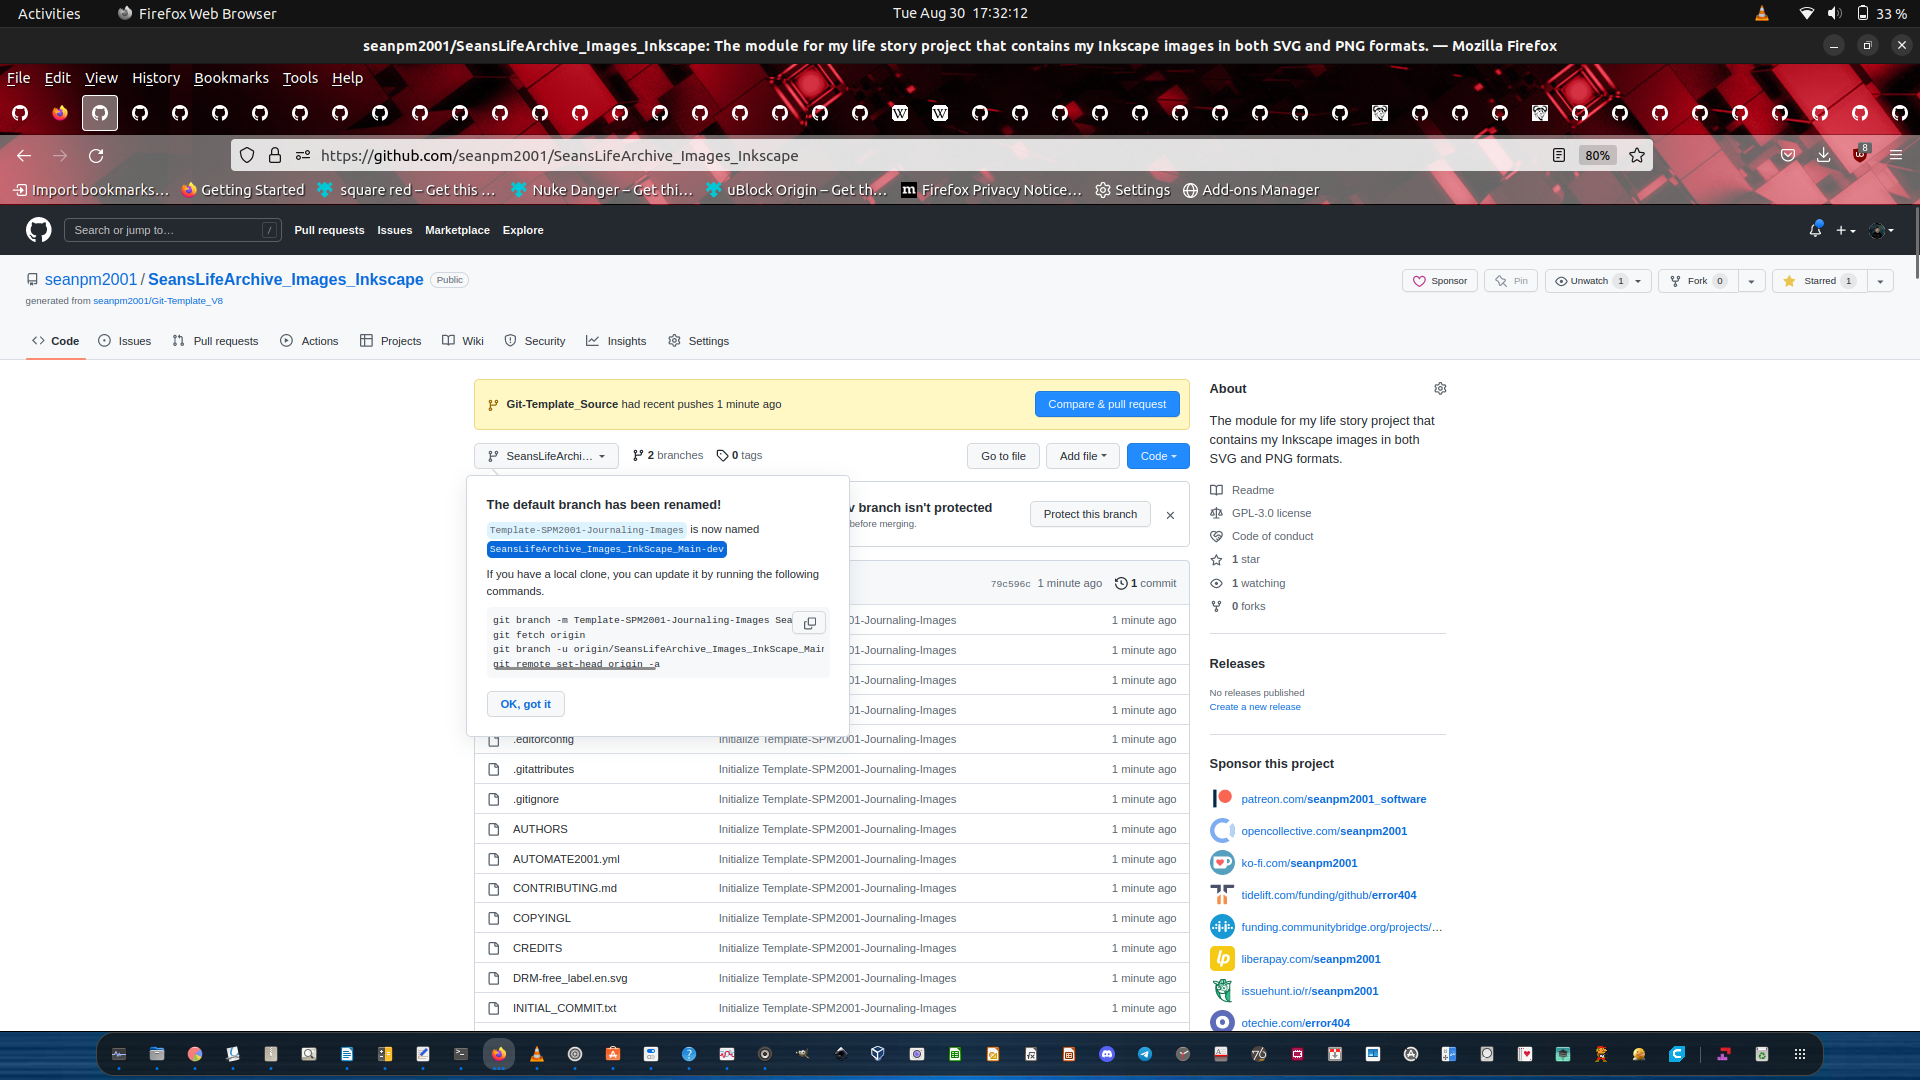 Activities
Firefox Web Browser
Tue Aug 30 17:32:12
33 %
seanpm2001/SeansLifeArchive_Images_Inkscape: The module for my life story project that contains my Inkscape images in both SVG and PNG formats. — Mozilla Firefox
File Edit View History Bookmarks Tools Help
https://github.com/seanpm2001/SeansLifeArchive_Images_Inkscape
80%
8
Import bookmarks…
Getting Started
square red – Get this …
Nuke Danger – Get thi…
uBlock Origin – Get th…
Firefox Privacy Notice…
Settings
Add-ons Manager
Search or jump to…
/
Pull requests Issues Marketplace Explore
seanpm2001 / SeansLifeArchive_Images_Inkscape
Public
generated from seanpm2001/Git-Template_V8
Sponsor
Pin
Unwatch 1
Fork 0
Starred 1
Code
Issues
Pull requests
Actions
Projects
Wiki
Security
Insights
Settings
Git-Template_Source had recent pushes 1 minute ago
Compare & pull request
SeansLifeArchi…
2 branches
0 tags
Go to file
Add file
Code
The default branch has been renamed!
Template-SPM2001-Journaling-Images is now named
SeansLifeArchive_Images_InkScape_Main-dev
If you have a local clone, you can update it by running the following
commands.
git branch -m Template-SPM2001-Journaling-Images Sea
git fetch origin
git branch -u origin/SeansLifeArchive_Images_InkScape_Main
git remote set-head origin -a
OK, got it
v branch isn't protected
before merging.
Protect this branch
79c596c 1 minute ago
1 commit
01-Journaling-Images 1 minute ago
01-Journaling-Images 1 minute ago
01-Journaling-Images 1 minute ago
01-Journaling-Images 1 minute ago
.editorconfig Initialize Template-SPM2001-Journaling-Images 1 minute ago
.gitattributes Initialize Template-SPM2001-Journaling-Images 1 minute ago
.gitignore Initialize Template-SPM2001-Journaling-Images 1 minute ago
AUTHORS Initialize Template-SPM2001-Journaling-Images 1 minute ago
AUTOMATE2001.yml Initialize Template-SPM2001-Journaling-Images 1 minute ago
CONTRIBUTING.md Initialize Template-SPM2001-Journaling-Images 1 minute ago
COPYINGL Initialize Template-SPM2001-Journaling-Images 1 minute ago
CREDITS Initialize Template-SPM2001-Journaling-Images 1 minute ago
DRM-free_label.en.svg Initialize Template-SPM2001-Journaling-Images 1 minute ago
INITIAL_COMMIT.txt Initialize Template-SPM2001-Journaling-Images 1 minute ago
About
The module for my life story project that
contains my Inkscape images in both
SVG and PNG formats.
Readme
GPL-3.0 license
Code of conduct
1 star
1 watching
0 forks
Releases
No releases published
Create a new release
Sponsor this project
patreon.com/seanpm2001_software
opencollective.com/seanpm2001
ko-fi.com/seanpm2001
tidelift.com/funding/github/error404
funding.communitybridge.org/projects/…
liberapay.com/seanpm2001
issuehunt.io/r/seanpm2001
otechie.com/error404